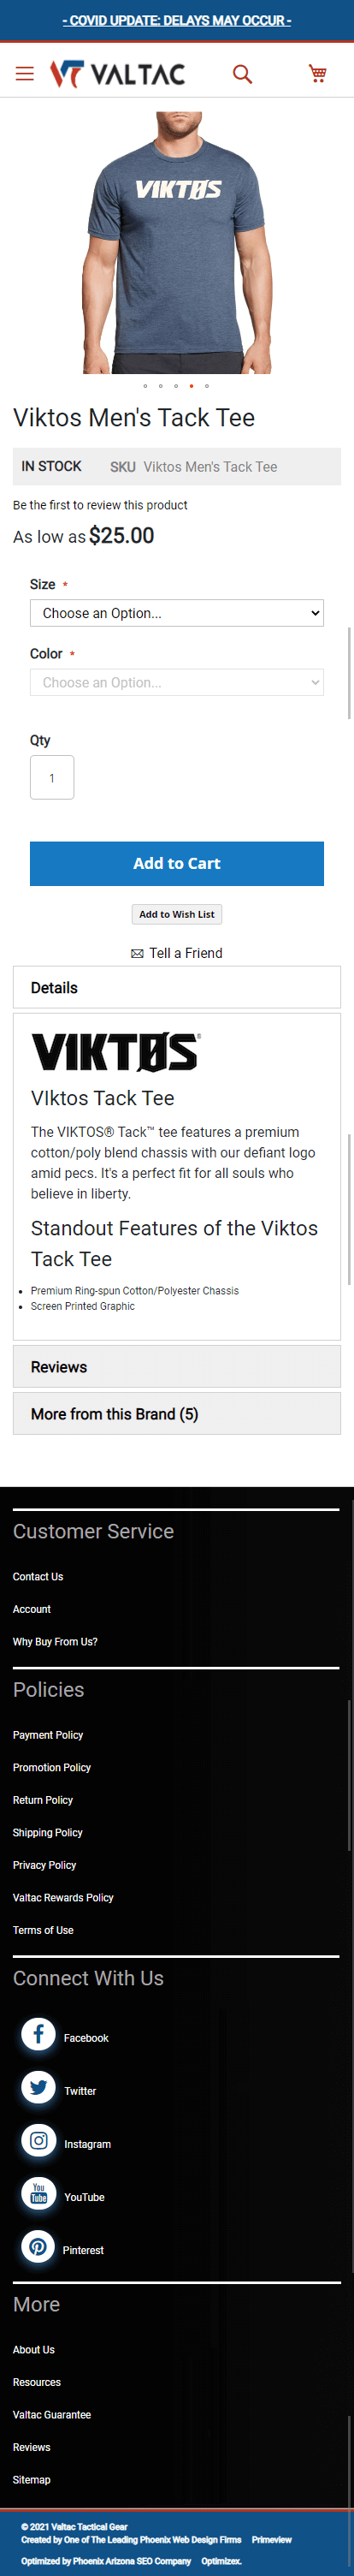 - COVID UPDATE: DELAYS MAY OCCUR -
VALTAC
VIKTØS
Viktos Men's Tack Tee
IN STOCK SKU Viktos Men's Tack Tee
Be the first to review this product
As low as $25.00
Size *
Choose an Option...
Color *
Choose an Option...
Qty
1
Add to Cart
Add to Wish List
Tell a Friend
Details
VIKTØS®
VIktos Tack Tee
The VIKTOS® Tack™ tee features a premium
cotton/poly blend chassis with our defiant logo
amid pecs. It's a perfect fit for all souls who
believe in liberty.
Standout Features of the Viktos
Tack Tee
• Premium Ring-spun Cotton/Polyester Chassis
• Screen Printed Graphic
Reviews
More from this Brand (5)
Customer Service
Contact Us
Account
Why Buy From Us?
Policies
Payment Policy
Promotion Policy
Return Policy
Shipping Policy
Privacy Policy
Valtac Rewards Policy
Terms of Use
Connect With Us
Facebook
Twitter
Instagram
You
Tube
YouTube
Pinterest
More
About Us
Resources
Valtac Guarantee
Reviews
Sitemap
© 2021 Valtac Tactical Gear
Created by One of The Leading Phoenix Web Design Firms Primeview
Optimized by Phoenix Arizona SEO Company Optimizex.